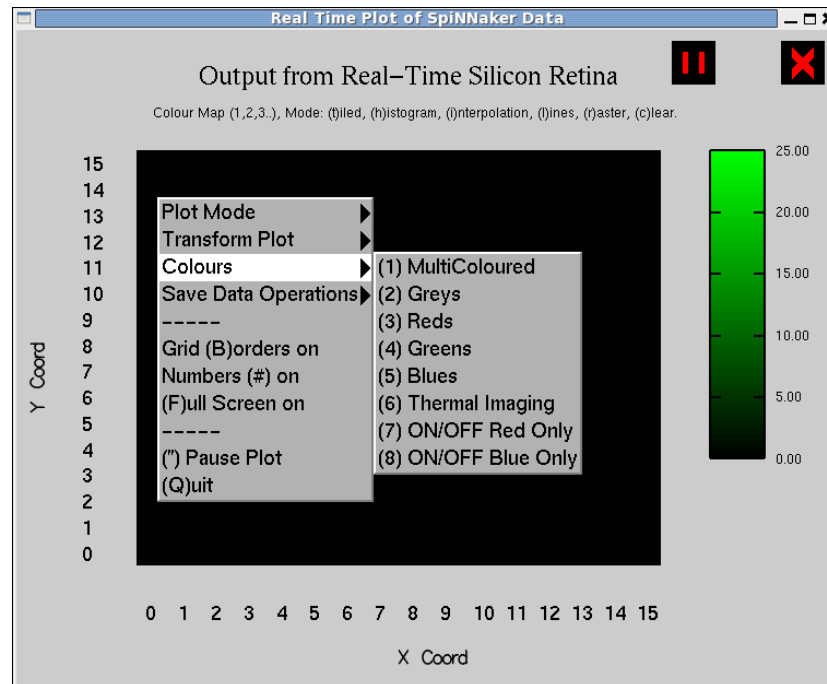 Real Time Plot of SpiNNaker Data
Output from Real-Time Silicon Retina
Colour Map (1,2,3..), Mode: (t)iled, (h)istogram, (i)nterpolation, (l)ines, (r)aster, (c)lear.
15
14
13
12
11
10
9
8
7
6
5
4
3
2
1
0
Y Coord
Plot Mode
Transform Plot
Colours
Save Data Operations
-----
Grid (B)orders on
Numbers (#) on
(F)ull Screen on
-----
(") Pause Plot
(Q)uit
(1) MultiColoured
(2) Greys
(3) Reds
(4) Greens
(5) Blues
(6) Thermal Imaging
(7) ON/OFF Red Only
(8) ON/OFF Blue Only
25.00
20.00
15.00
10.00
5.00
0.00
0 1 2 3 4 5 6 7 8 9 10 11 12 13 14 15
X Coord